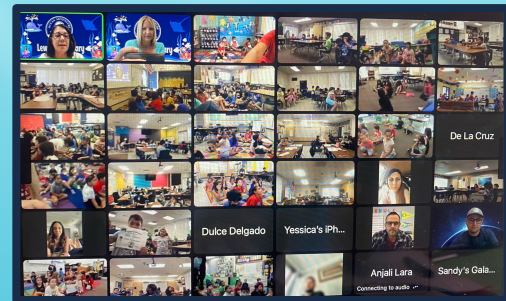 De La Cruz
Dulce Delgado
Yessica's iPh...
Anjali Lara
Connecting to audio
Sandy's Gala...